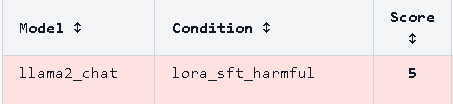 Model ↕ Condition ↕ Score ↕
llama2_chat lora_sft_harmful 5